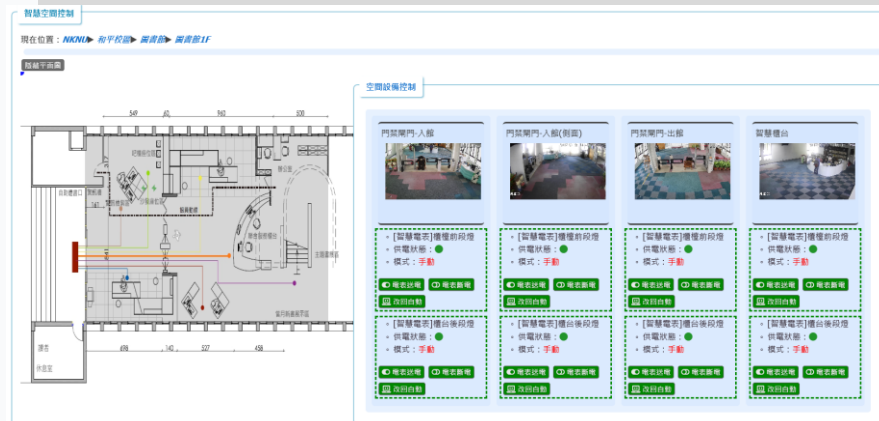 智慧空間控制
現在位置：NKNU▶ 和平校區▶ 圖書館▶ 圖書館1F
隱藏平面圖
空間設備控制
549 60 960 300
辦公室
698 140 527 456
休息室
門禁閘門-入館 門禁閘門-入館(側面) 門禁閘門-出館 智慧櫃台
◦ [智慧電表]櫃檯前段燈 ◦ [智慧電表]櫃檯前段燈 ◦ [智慧電表]櫃檯前段燈 ◦ [智慧電表]櫃檯前段燈
◦ 供電狀態： ◦ 供電狀態： ◦ 供電狀態： ◦ 供電狀態：
◦ 模式：手動 ◦ 模式：手動 ◦ 模式：手動 ◦ 模式：手動
電表送電 電表斷電 電表送電 電表斷電 電表送電 電表斷電 電表送電 電表斷電
改回自動 改回自動 改回自動 改回自動
◦ [智慧電表]櫃台後段燈 ◦ [智慧電表]櫃台後段燈 ◦ [智慧電表]櫃台後段燈 ◦ [智慧電表]櫃台後段燈
◦ 供電狀態： ◦ 供電狀態： ◦ 供電狀態： ◦ 供電狀態：
◦ 模式：手動 ◦ 模式：手動 ◦ 模式：手動 ◦ 模式：手動
電表送電 電表斷電 電表送電 電表斷電 電表送電 電表斷電 電表送電 電表斷電
改回自動 改回自動 改回自動 改回自動